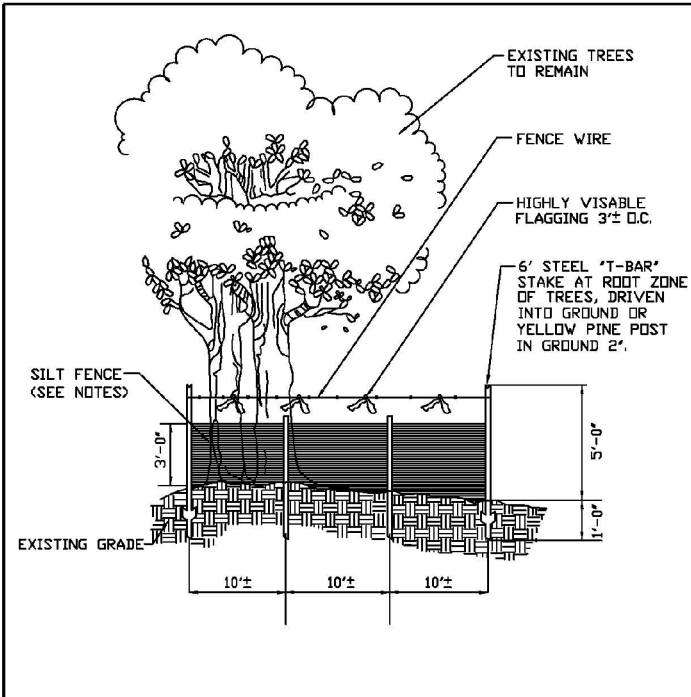 EXISTING TREES
TO REMAIN
FENCE WIRE
HIGHLY VISABLE
FLAGGING 3'± O.C.
6' STEEL "T-BAR"
STAKE AT ROOT ZONE
OF TREES, DRIVEN
INTO GROUND OR
YELLOW PINE POST
IN GROUND 2".
SILT FENCE
(SEE NOTES)
3'-0"
5'-0"
1'-0"
EXISTING GRADE
10'±
10'±
10'±